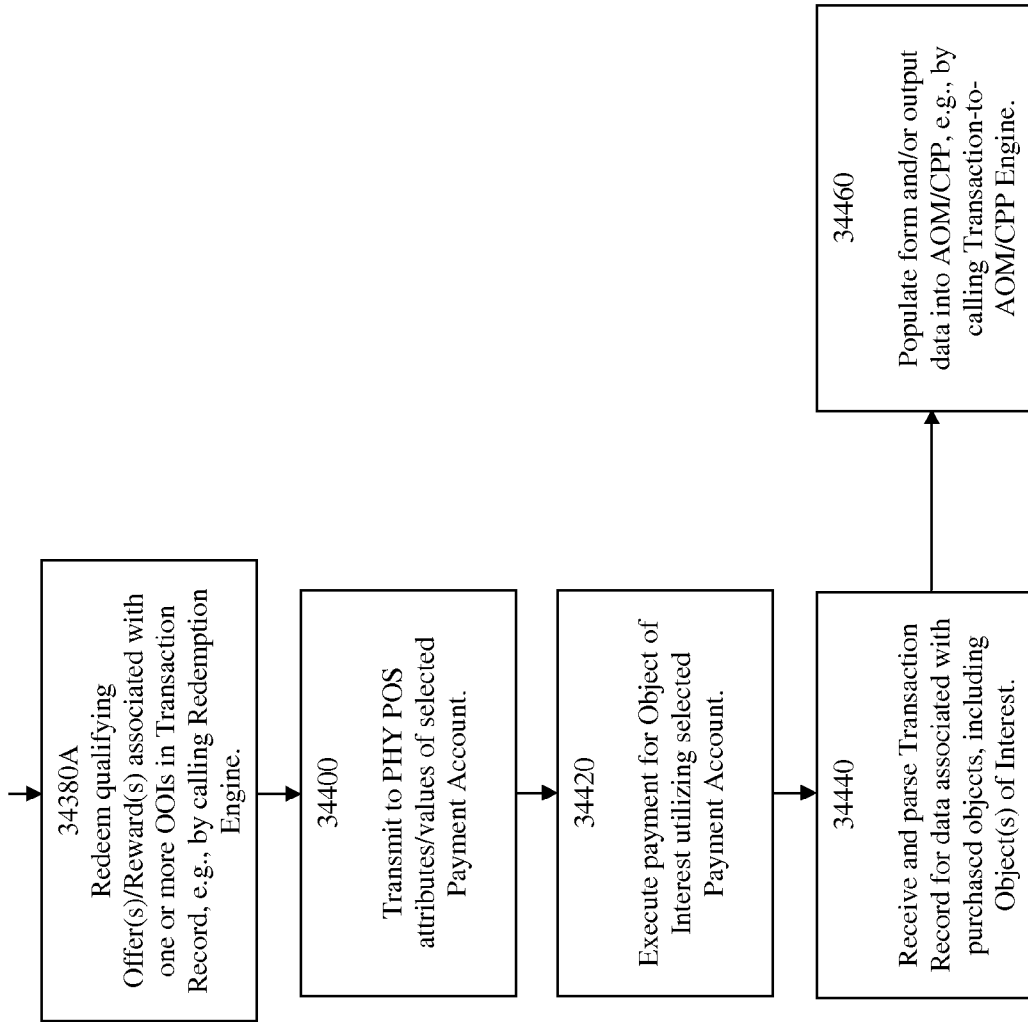 34380A
Redeem qualifying
Offer(s)/Reward(s) associated with
one or more OOIs in Transaction
Record, e.g., by calling Redemption
Engine.
34400
Transmit to PHY POS
attributes/values of selected
Payment Account.
34420
Execute payment for Object of
Interest utilizing selected
Payment Account.
34440
Receive and parse Transaction
Record for data associated with
purchased objects, including
Object(s) of Interest.
34460
Populate form and/or output
data into AOM/CPP, e.g., by
calling Transaction-to-
AOM/CPP Engine.